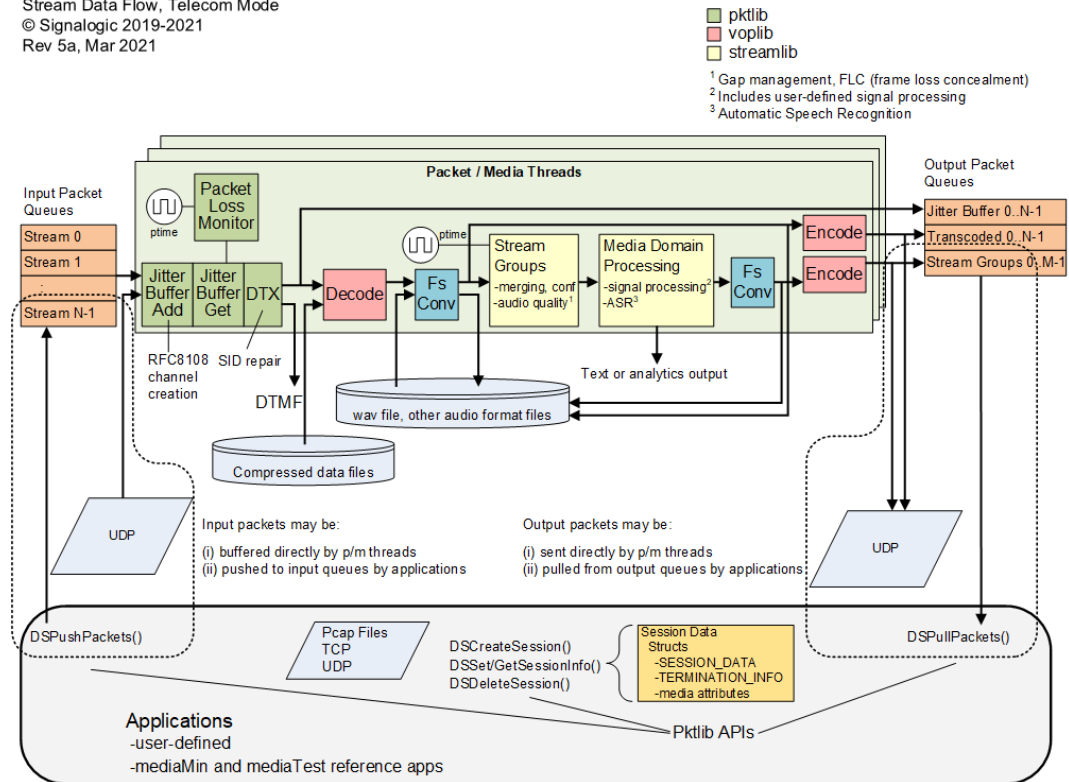 Stream Data Flow, Telecom Mode
© Signalogic 2019-2021
Rev 5a, Mar 2021
pktlib
voplib
streamlib
1 Gap management, FLC (frame loss concealment)
2 Includes user-defined signal processing
3 Automatic Speech Recognition
Packet / Media Threads
Input Packet
Queues
Stream 0
Stream 1
:
Stream N-1
ptime
Packet
Loss
Monitor
Jitter
Buffer
Add
Jitter
Buffer
Get
DTX
RFC8108
channel
creation
SID repair
DTMF
Decode
Fs
Conv
ptime
Stream
Groups
-merging, conf
-audio quality1
Media Domain
Processing
-signal processing2
-ASR3
Fs
Conv
Encode
Encode
Output Packet
Queues
Jitter Buffer 0..N-1
Transcoded 0..N-1
Stream Groups 0..M-1
Text or analytics output
wav file, other audio format files
Compressed data files
UDP
Input packets may be:
(i) buffered directly by p/m threads
(ii) pushed to input queues by applications
Output packets may be:
(i) sent directly by p/m threads
(ii) pulled from output queues by applications
UDP
DSPushPackets()
Pcap Files
TCP
UDP
DSCreateSession()
DSSet/GetSessionInfo()
DSDeleteSession()
Session Data
Structs
-SESSION_DATA
-TERMINATION_INFO
-media attributes
DSPullPackets()
Pktlib APIs
Applications
-user-defined
-mediaMin and mediaTest reference apps